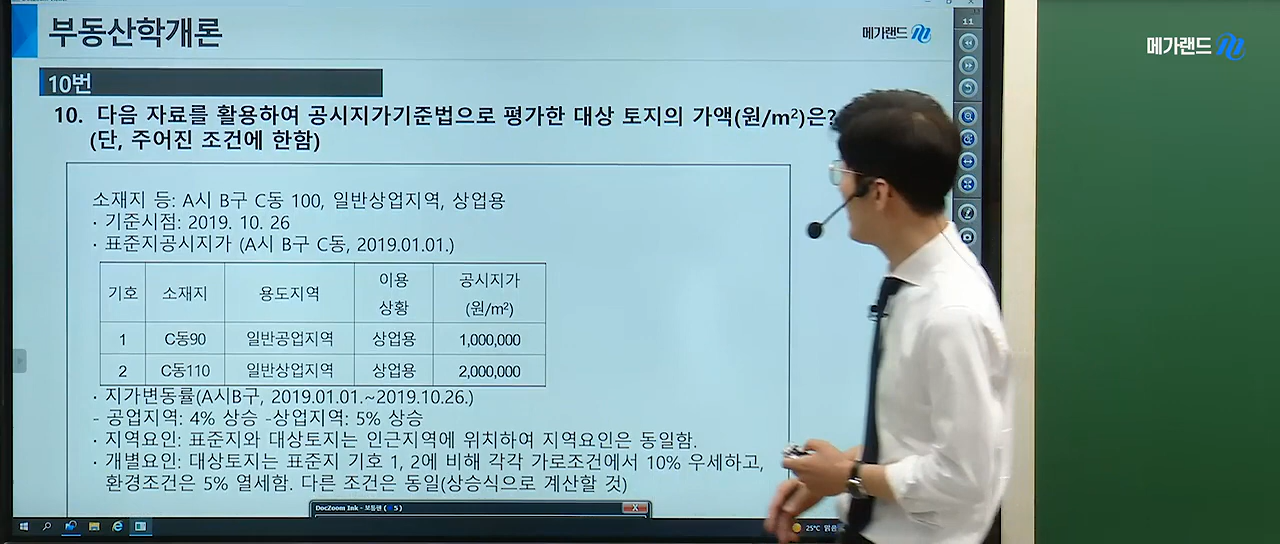 부동산학개론
메가랜드
메가랜드
11
10번
10. 다음 자료를 활용하여 공시지가기준법으로 평가한 대상 토지의 가액(원/m²)은?
(단, 주어진 조건에 한함)
소재지 등: A시 B구 C동 100, 일반상업지역, 상업용
· 기준시점: 2019. 10. 26
· 표준지공시지가 (A시 B구 C동, 2019.01.01.)
기호 소재지 용도지역 이용상황 공시지가(원/m²)
1 C동90 일반공업지역 상업용 1,000,000
2 C동110 일반상업지역 상업용 2,000,000
· 지가변동률(A시B구, 2019.01.01.~2019.10.26.)
- 공업지역: 4% 상승 -상업지역: 5% 상승
· 지역요인: 표준지와 대상토지는 인근지역에 위치하여 지역요인은 동일함.
· 개별요인: 대상토지는 표준지 기호 1, 2에 비해 각각 가로조건에서 10% 우세하고,
환경조건은 5% 열세함. 다른 조건은 동일(상승식으로 계산할 것)
DocZoom Ink - 보통펜 ( 5 )
25°C 맑음